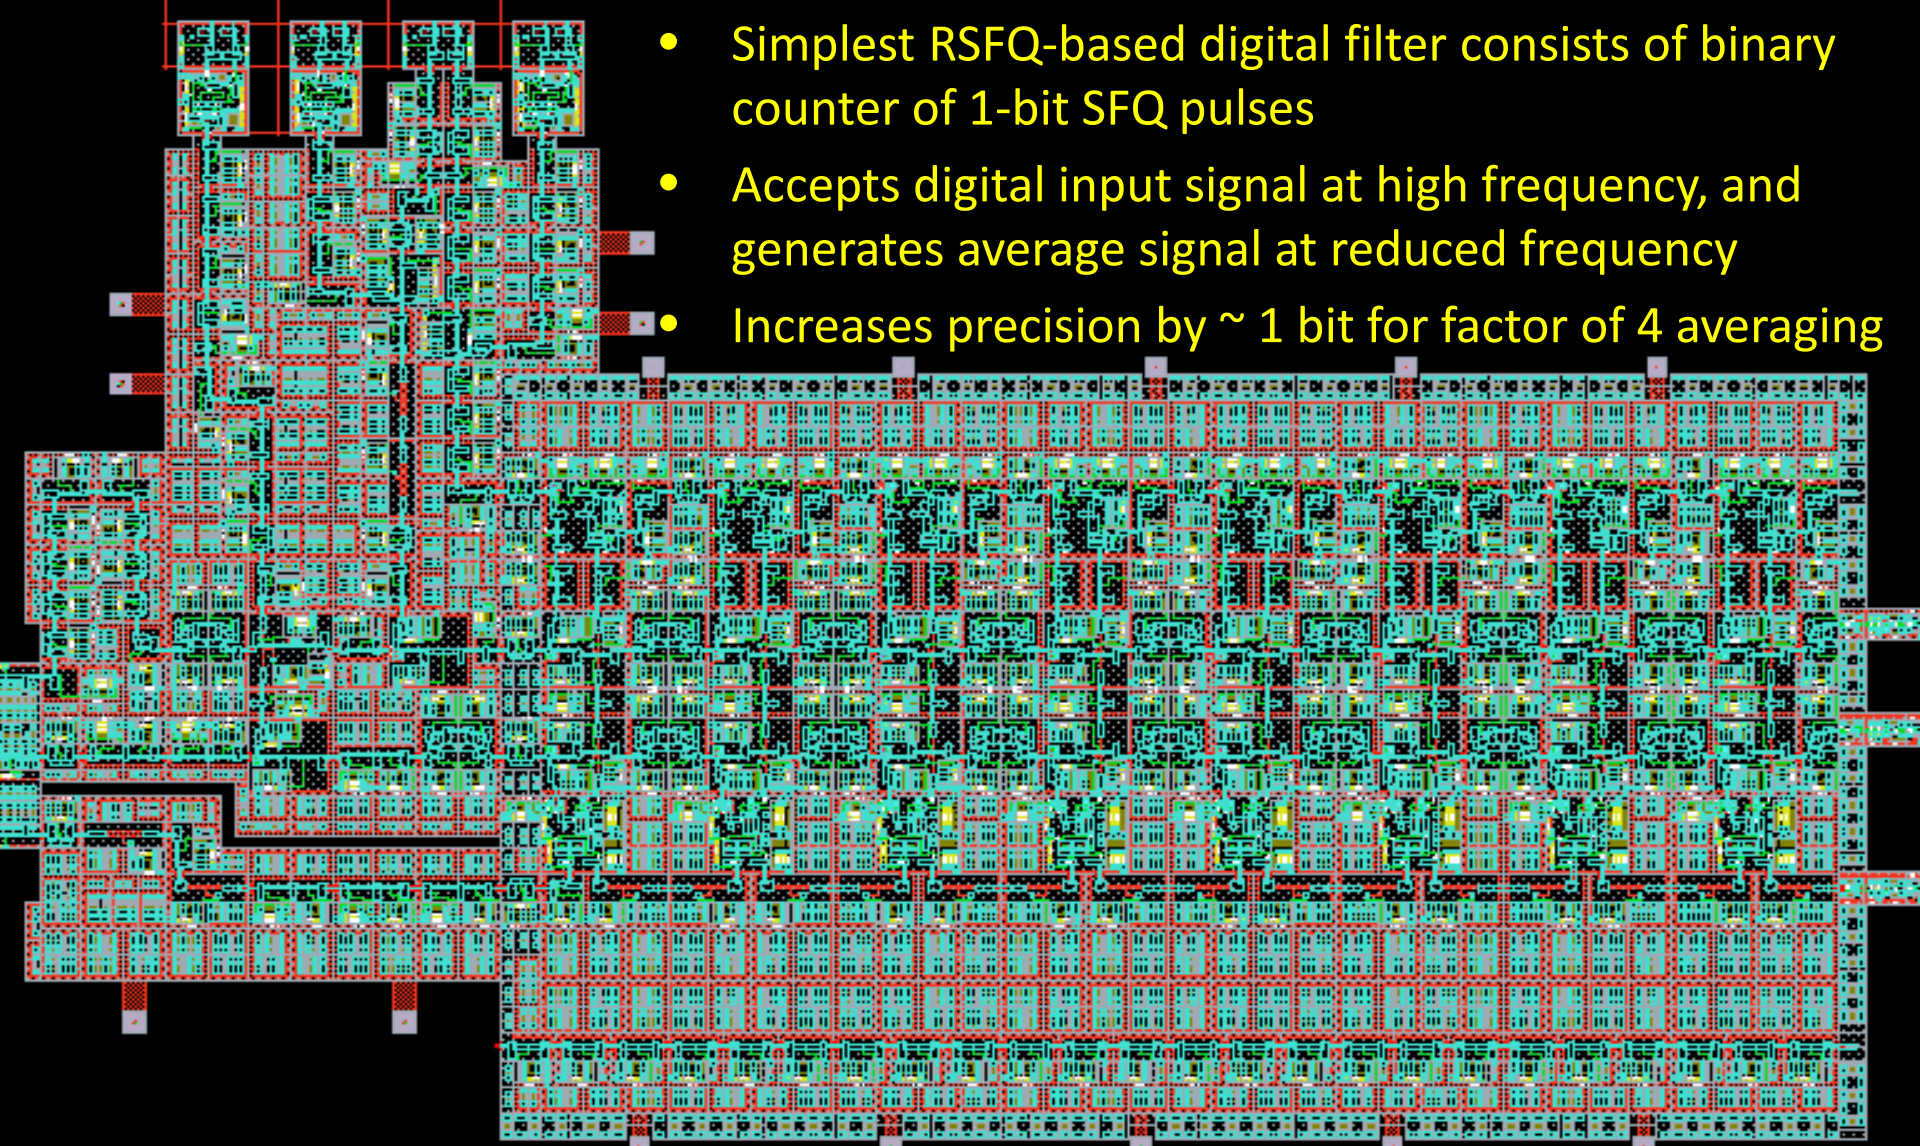 • Simplest RSFQ-based digital filter consists of binary
counter of 1-bit SFQ pulses
• Accepts digital input signal at high frequency, and
generates average signal at reduced frequency
• Increases precision by ~ 1 bit for factor of 4 averaging